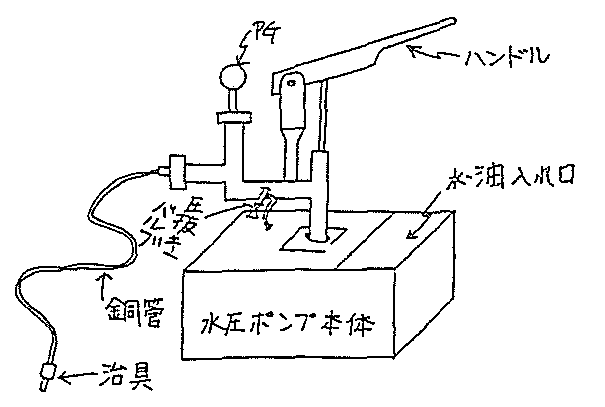 PG
ハンドル
水・油入れ口
圧抜き
バルブ
銅管
水圧ポンプ本体
治具